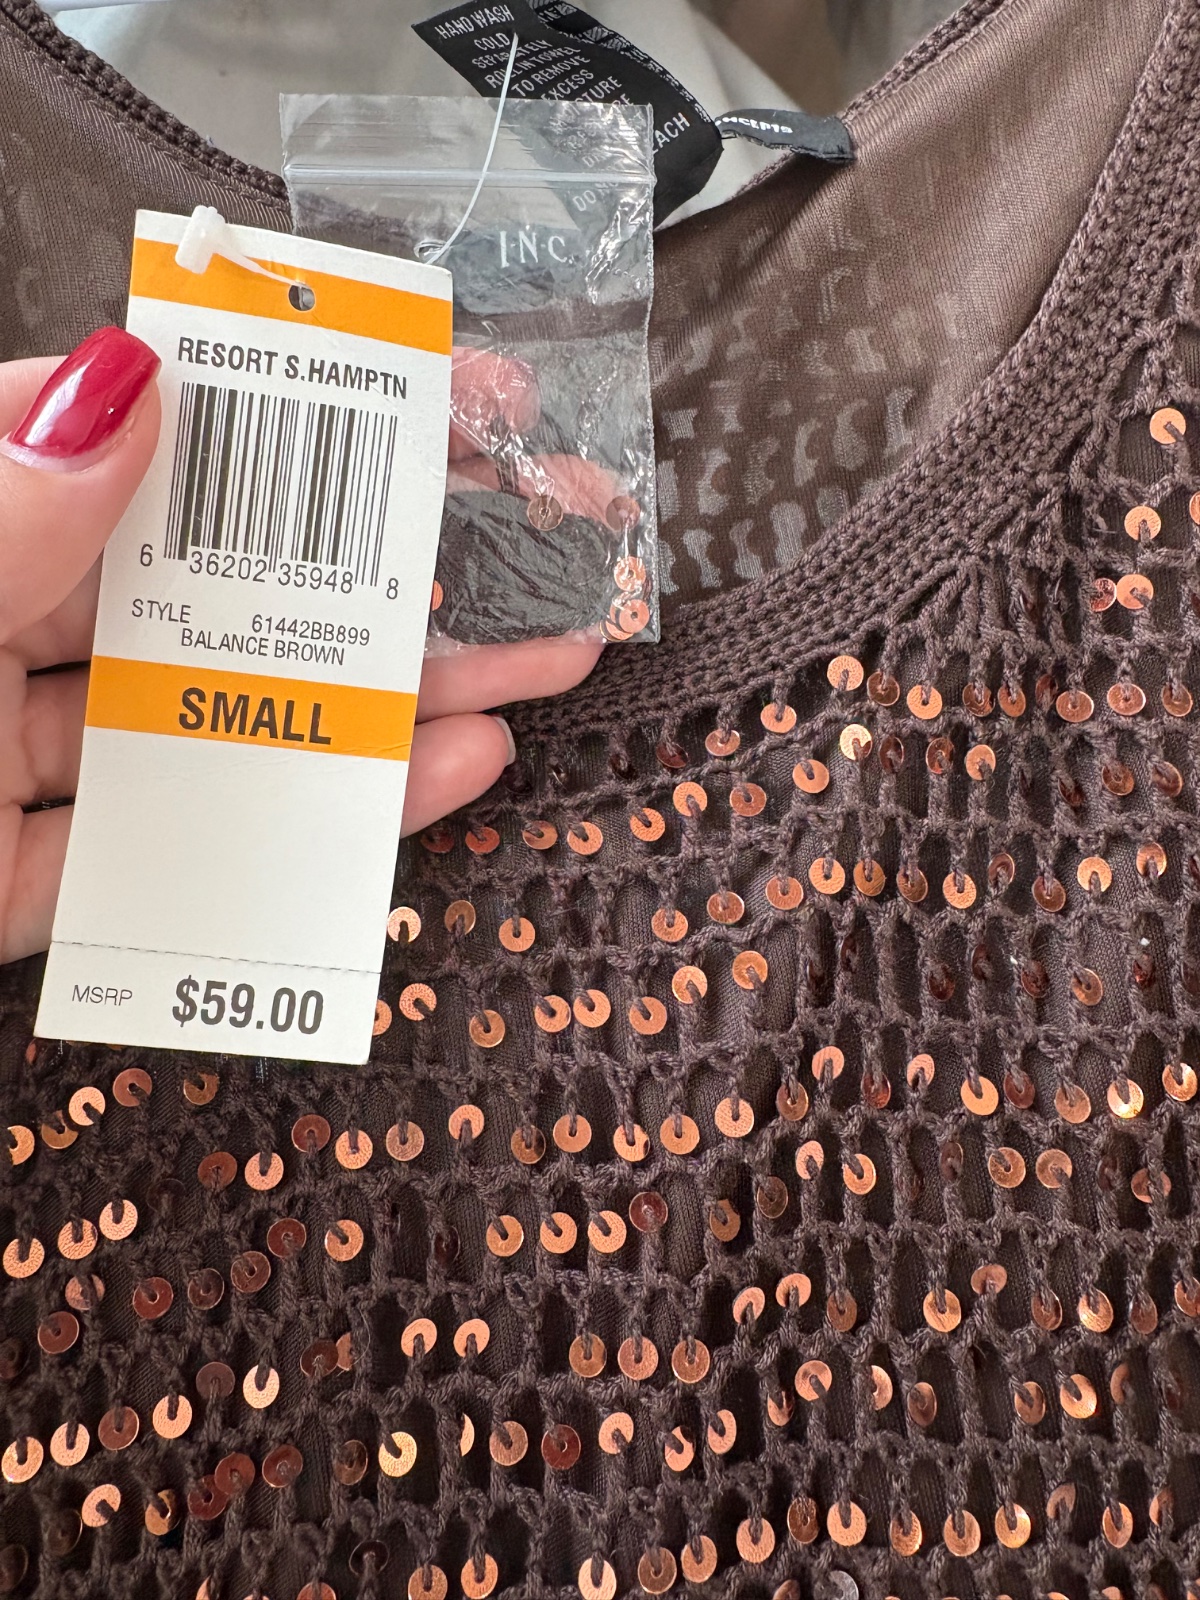 HAND WASH
COLD
SEPARATELY
ROLL IN TOWEL
TO REMOVE
EXCESS
I·N·C
RESORT S.HAMPTN
6 36202 35948 8
STYLE 61442BB899
BALANCE BROWN
SMALL
MSRP $59.00